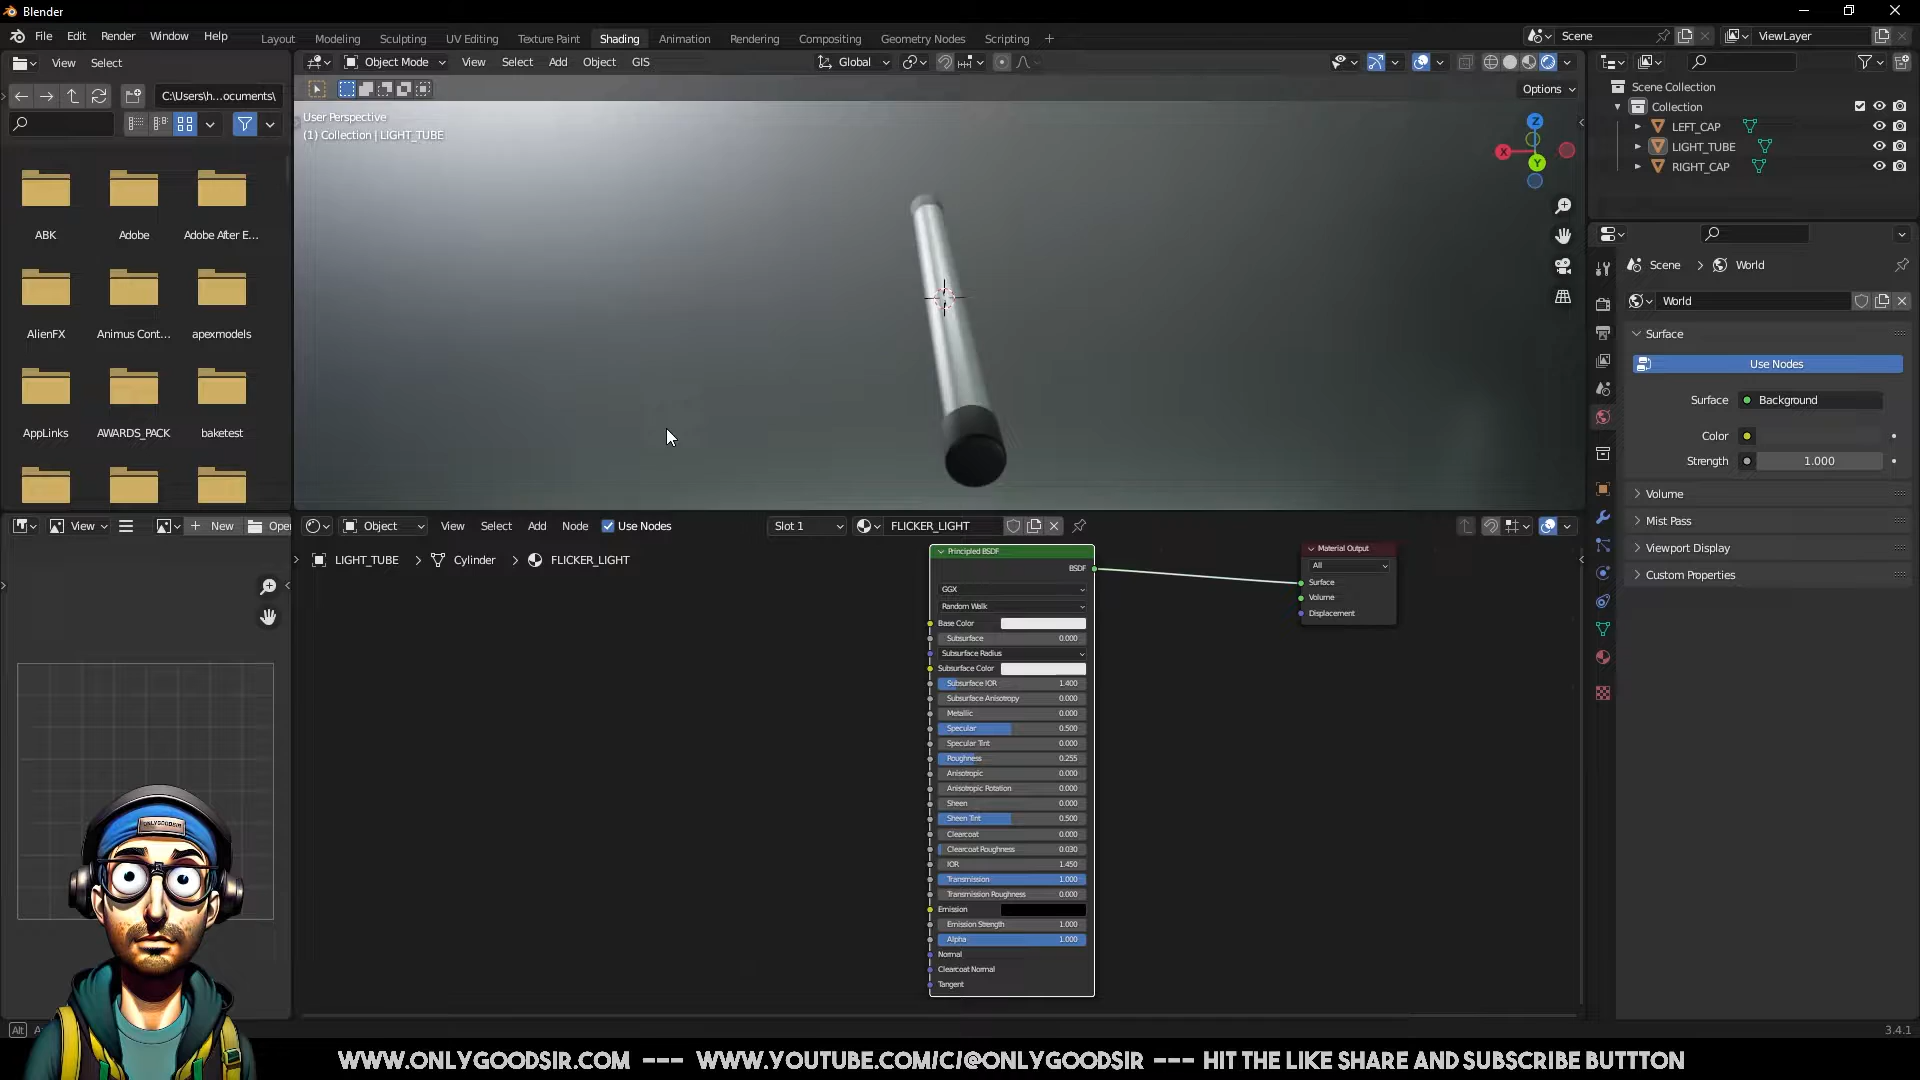 Blender
File Edit Render Window Help
Layout Modeling Sculpting UV Editing Texture Paint Shading Animation Rendering Compositing Geometry Nodes Scripting +
Scene
ViewLayer
View Select
C:\Users\h...ocuments\
ABK Adobe Adobe After E...
AlienFX Animus Cont... apexmodels
AppLinks AWARDS_PACK baketest
Object Mode View Select Add Object GIS
Global
Options
User Perspective
(1) Collection | LIGHT_TUBE
Z
X
Y
Scene Collection
Collection
LEFT_CAP
LIGHT_TUBE
RIGHT_CAP
Scene > World
World
Surface
Use Nodes
Surface Background
Color
Strength 1.000
Volume
Mist Pass
Viewport Display
Custom Properties
View + New Open
Object View Select Add Node Use Nodes
Slot 1 FLICKER_LIGHT
LIGHT_TUBE > Cylinder > FLICKER_LIGHT
Principled BSDF
BSDF
GGX
Random Walk
Base Color
Subsurface 0.000
Subsurface Radius
Subsurface Color
Subsurface IOR 1.400
Subsurface Anisotropy 0.000
Metallic 0.000
Specular 0.500
Specular Tint 0.000
Roughness 0.255
Anisotropic 0.000
Anisotropic Rotation 0.000
Sheen 0.000
Sheen Tint 0.500
Clearcoat 0.000
Clearcoat Roughness 0.030
IOR 1.450
Transmission 1.000
Transmission Roughness 0.000
Emission
Emission Strength 1.000
Alpha 1.000
Normal
Clearcoat Normal
Tangent
Material Output
All
Surface
Volume
Displacement
ONLYGOODSIR
Alt
3.4.1
WWW.ONLYGOODSIR.COM --- WWW.YOUTUBE.COM/C/@ONLYGOODSIR --- HIT THE LIKE SHARE AND SUBSCRIBE BUTTTON